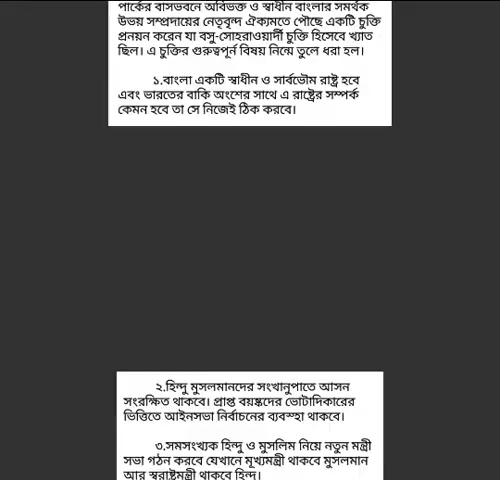 পার্কের বাসভবনে অবিভক্ত ও স্বাধীন বাংলার সমর্থক
উভয় সম্প্রদায়ের নেতৃবৃন্দ ঐক্যমতে পৌছে একটি চুক্তি
প্রনয়ন করেন যা বসু-সোহরাওয়ার্দী চুক্তি হিসেবে খ্যাত
ছিল। এ চুক্তির গুরুত্বপূর্ন বিষয় নিম্নে তুলে ধরা হল।
১.বাংলা একটি স্বাধীন ও সার্বভৌম রাষ্ট্র হবে
এবং ভারতের বাকি অংশের সাথে এ রাষ্ট্রের সম্পর্ক
কেমন হবে তা সে নিজেই ঠিক করবে।
২.হিন্দু মুসলমানদের সংখানুপাতে আসন
সংরক্ষিত থাকবে। প্রাপ্ত বয়ষ্কদের ভোটাদিকারের
ভিত্তিতে আইনসভা নির্বাচনের ব্যবস্হা থাকবে।
৩.সমসংখ্যক হিন্দু ও মুসলিম নিয়ে নতুন মন্ত্রী
সভা গঠন করবে যেখানে মূখ্যমন্ত্রী থাকবে মুসলমান
আর স্বরাষ্ট্রমন্ত্রী থাকবে হিন্দু।